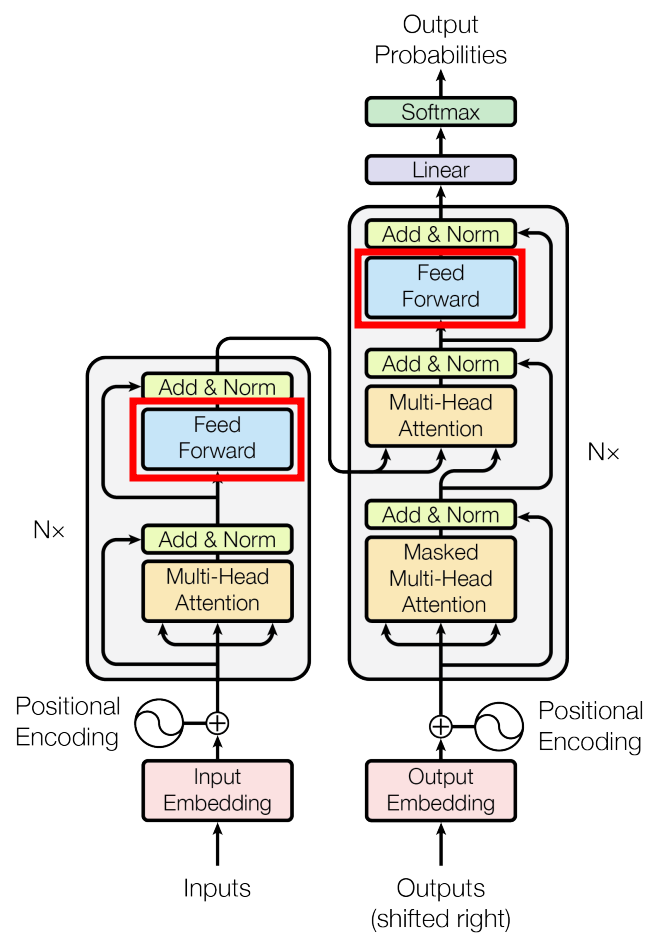 Output
Probabilities
Softmax
Linear
Add & Norm
Feed
Forward
Add & Norm
Multi-Head
Attention
Add & Norm
Masked
Multi-Head
Attention
N×
Add & Norm
Feed
Forward
N×
Add & Norm
Multi-Head
Attention
Positional
Encoding
Positional
Encoding
Input
Embedding
Output
Embedding
Inputs
Outputs
(shifted right)